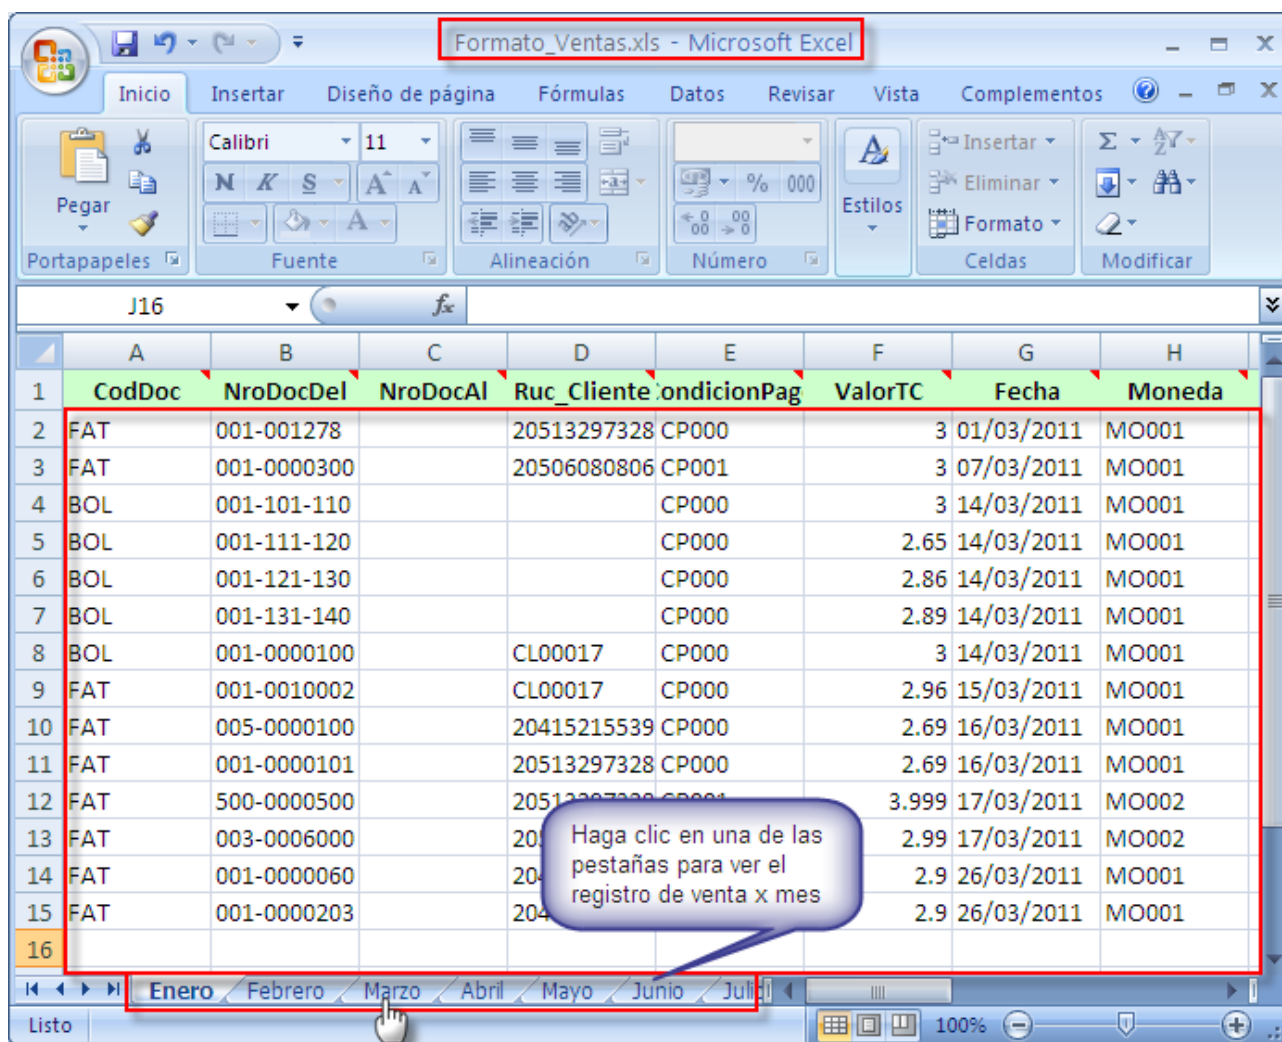 Formato_Ventas.xls - Microsoft Excel
Inicio Insertar Diseño de página Fórmulas Datos Revisar Vista Complementos
Pegar
Portapapeles
Calibri 11
N K S A A
A
Fuente
Alineación
% 000
Número
Estilos
Insertar
Eliminar
Formato
Celdas
Modificar
J16 fx
A B C D E F G H
1 CodDoc NroDocDel NroDocAl Ruc_Cliente ondicionPag ValorTC Fecha Moneda
2 FAT 001-001278 20513297328 CP000 3 01/03/2011 MO001
3 FAT 001-0000300 20506080806 CP001 3 07/03/2011 MO001
4 BOL 001-101-110 CP000 3 14/03/2011 MO001
5 BOL 001-111-120 CP000 2.65 14/03/2011 MO001
6 BOL 001-121-130 CP000 2.86 14/03/2011 MO001
7 BOL 001-131-140 CP000 2.89 14/03/2011 MO001
8 BOL 001-0000100 CL00017 CP000 3 14/03/2011 MO001
9 FAT 001-0010002 CL00017 CP000 2.96 15/03/2011 MO001
10 FAT 005-0000100 20415215539 CP000 2.69 16/03/2011 MO001
11 FAT 001-0000101 20513297328 CP000 2.69 16/03/2011 MO001
12 FAT 500-0000500 3.999 17/03/2011 MO002
13 FAT 003-0006000 2.99 17/03/2011 MO002
14 FAT 001-0000060 2.9 26/03/2011 MO001
15 FAT 001-0000203 2.9 26/03/2011 MO001
16
Haga clic en una de las
pestañas para ver el
registro de venta x mes
Enero Febrero Marzo Abril Mayo Junio Julio
Listo 100%